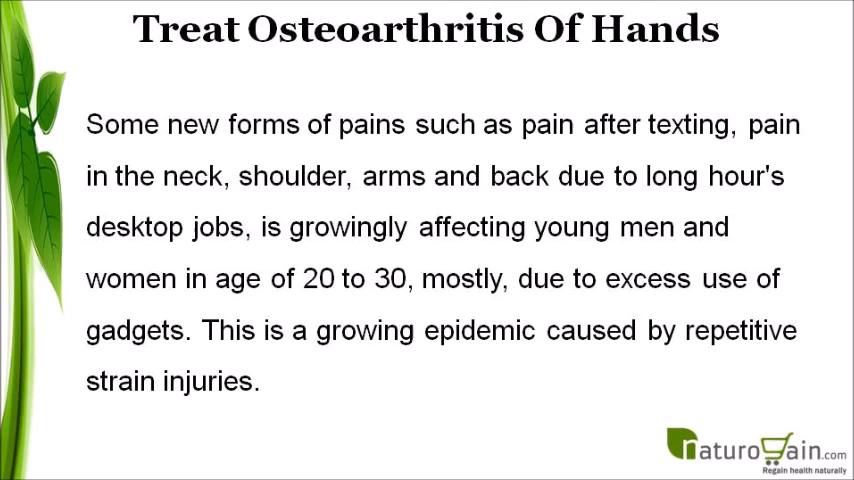 Treat Osteoarthritis Of Hands
Some new forms of pains such as pain after texting, pain
in the neck, shoulder, arms and back due to long hour's
desktop jobs, is growingly affecting young men and
women in age of 20 to 30, mostly, due to excess use of
gadgets. This is a growing epidemic caused by repetitive
strain injuries.
naturogain.com
Regain health naturally